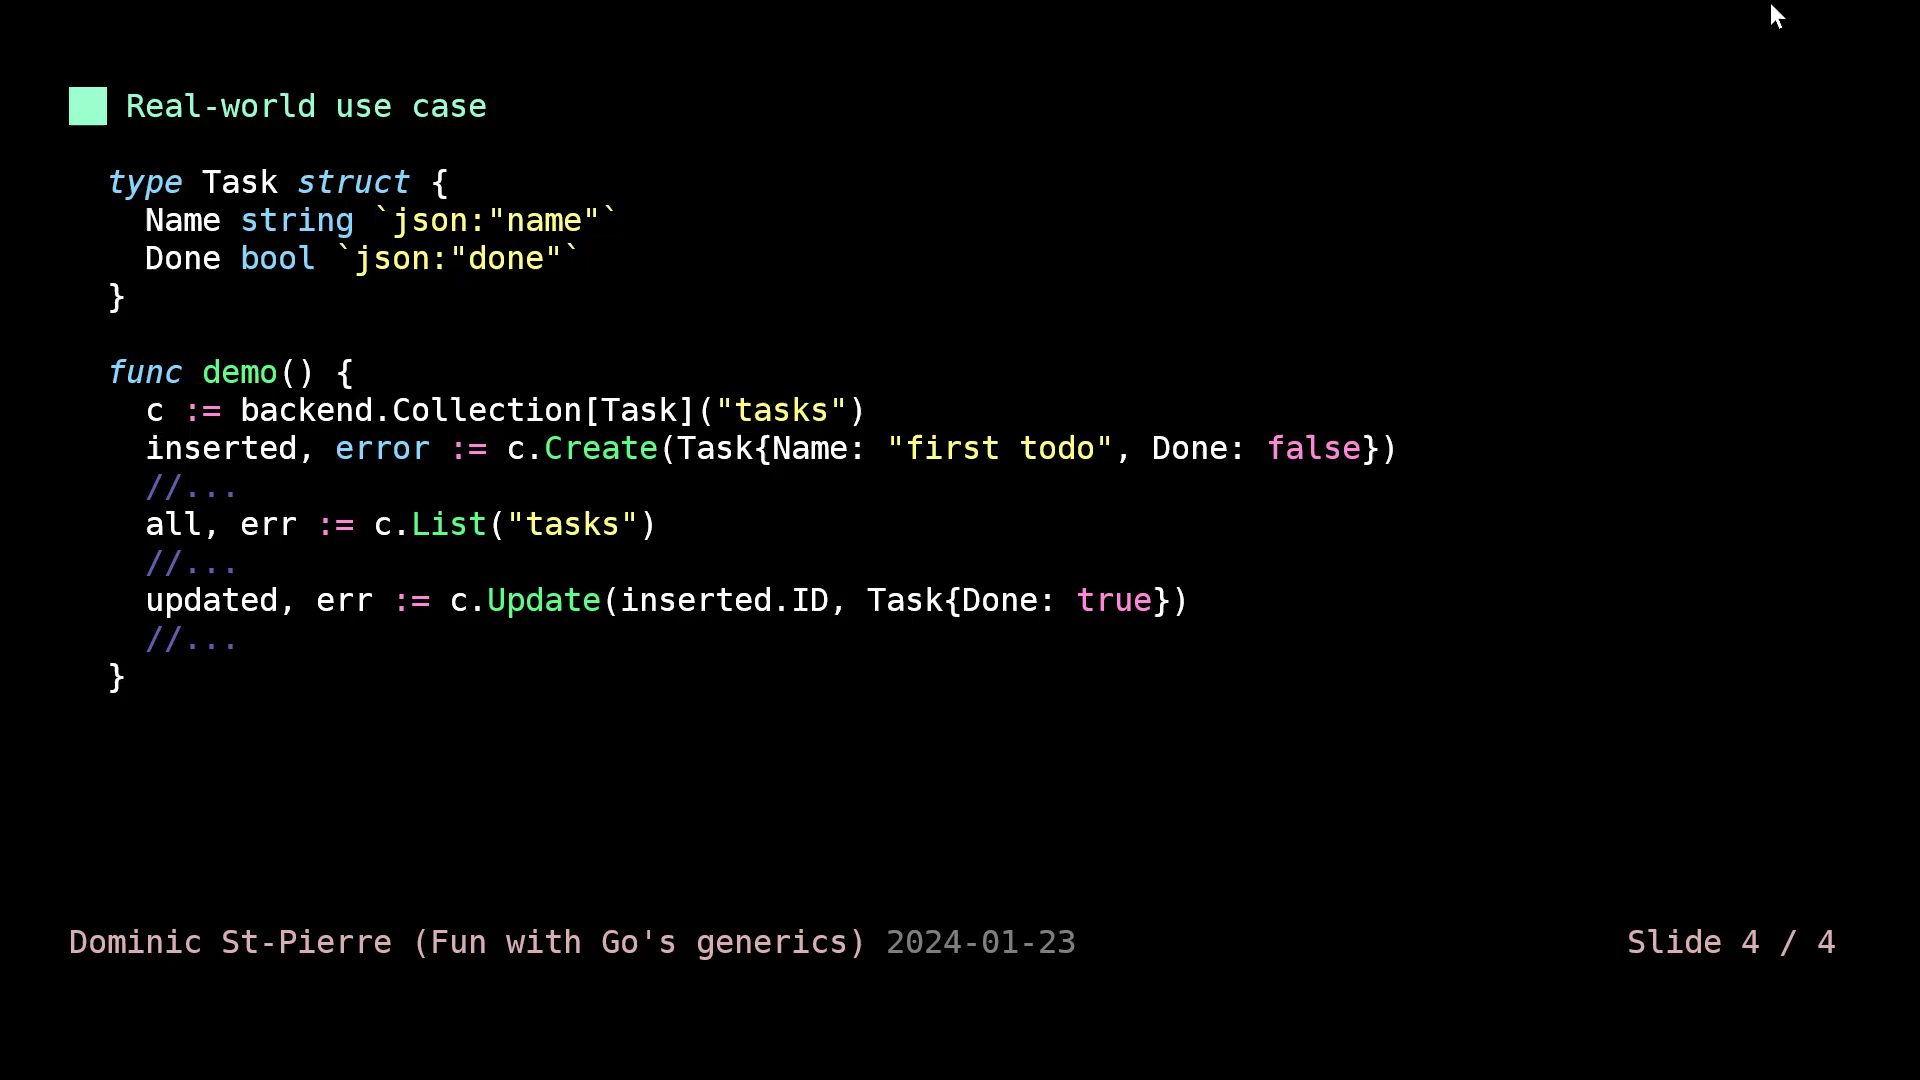 Real-world use case
type Task struct {
  Name string `json:"name"`
  Done bool `json:"done"`
}
func demo() {
  c := backend.Collection[Task]("tasks")
  inserted, error := c.Create(Task{Name: "first todo", Done: false})
  //...
  all, err := c.List("tasks")
  //...
  updated, err := c.Update(inserted.ID, Task{Done: true})
  //...
}
Dominic St-Pierre (Fun with Go's generics) 2024-01-23 Slide 4 / 4